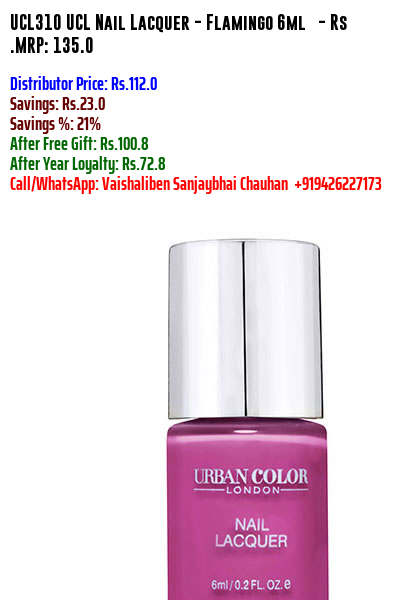 UCL310 UCL Nail Lacquer - Flamingo 6ml - Rs
.MRP: 135.0
Distributor Price: Rs.112.0
Savings: Rs.23.0
Savings %: 21%
After Free Gift: Rs.100.8
After Year Loyalty: Rs.72.8
Call/WhatsApp: Vaishaliben Sanjaybhai Chauhan +919426227173
URBAN COLOR
LONDON
NAIL
LACQUER
6ml/0.2 FL. OZ. e